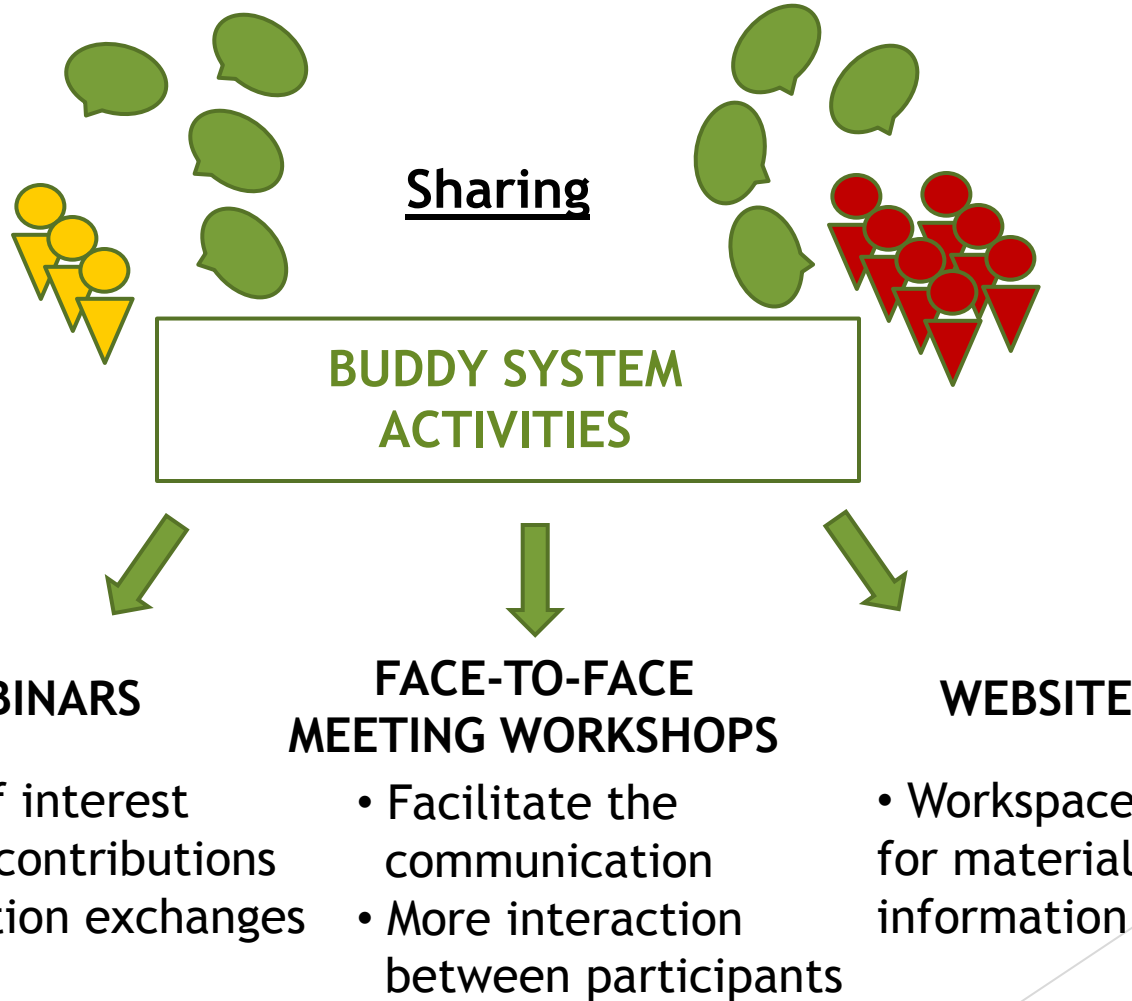 Sharing
BUDDY SYSTEM
ACTIVITIES
BINARS
FACE-TO-FACE
MEETING WORKSHOPS
WEBSITE
interest
contributions
tion exchanges
• Facilitate the
communication
• More interaction
between participants
• Workspace
for material
information